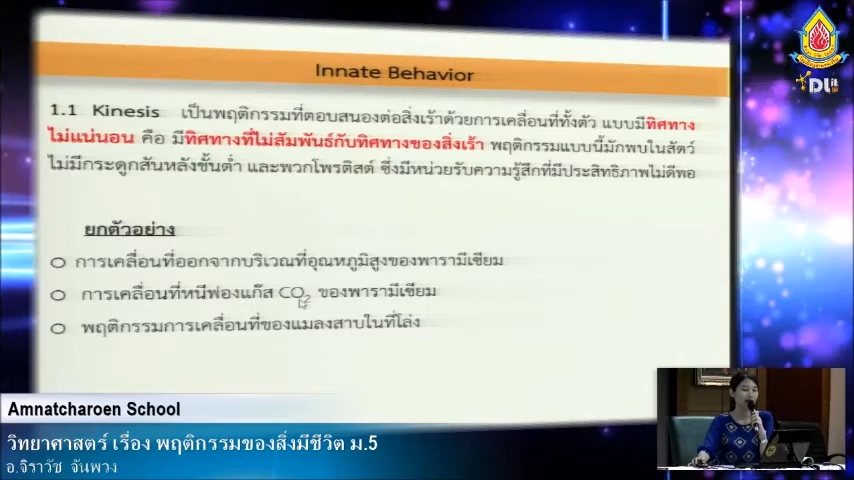 Innate Behavior
1.1 Kinesis เป็นพฤติกรรมที่ตอบสนองต่อสิ่งเร้าด้วยการเคลื่อนที่ทั้งตัว แบบมีทิศทาง
ไม่แน่นอน คือ มีทิศทางที่ไม่สัมพันธ์กับทิศทางของสิ่งเร้า พฤติกรรมแบบนี้มักพบในสัตว์
ไม่มีกระดูกสันหลังชั้นต่ำ และพวกโพรติสต์ ซึ่งมีหน่วยรับความรู้สึกที่มีประสิทธิภาพไม่ดีพอ
ยกตัวอย่าง
การเคลื่อนที่ออกจากบริเวณที่อุณหภูมิสูงของพารามีเซียม
การเคลื่อนที่หนีฟองแก๊ส CO2 ของพารามีเซียม
พฤติกรรมการเคลื่อนที่ของแมลงสาบในที่โล่ง
DL
Amnatcharoen School
วิทยาศาสตร์ เรื่อง พฤติกรรมของสิ่งมีชีวิต ม.5
อ.จิราวัช จันพวง